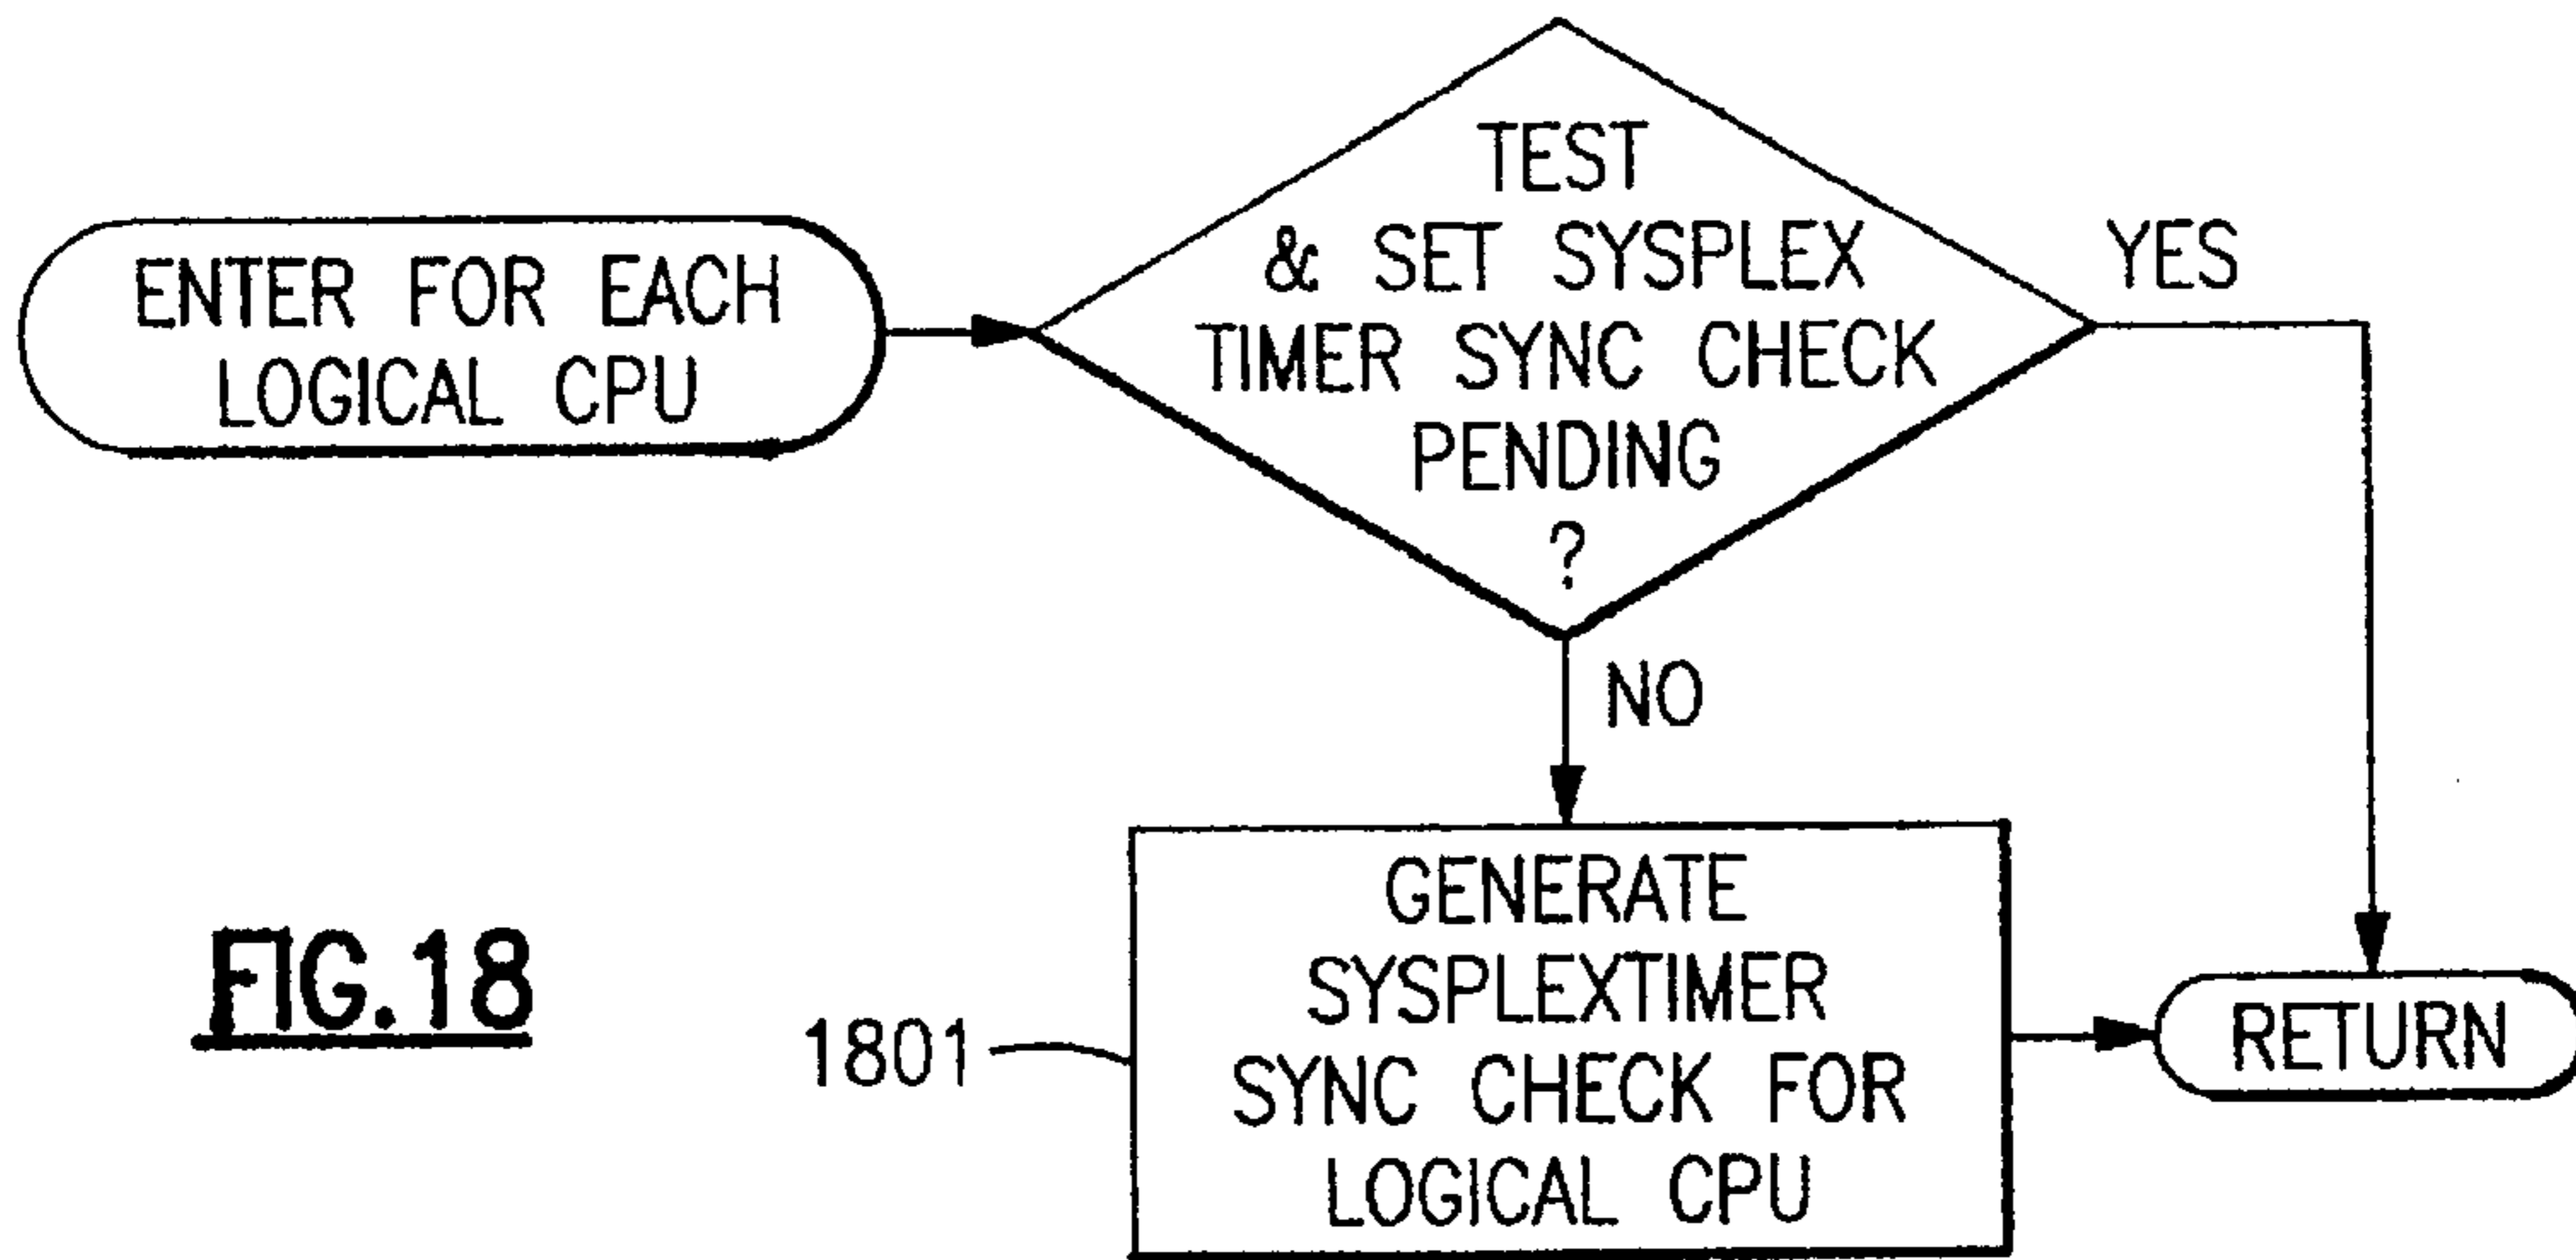 ENTER FOR EACH
LOGICAL CPU
TEST
& SET SYSPLEX
TIMER SYNC CHECK
PENDING
?
YES
NO
GENERATE
SYSPLEXTIMER
SYNC CHECK FOR
LOGICAL CPU
1801
RETURN
FIG.18